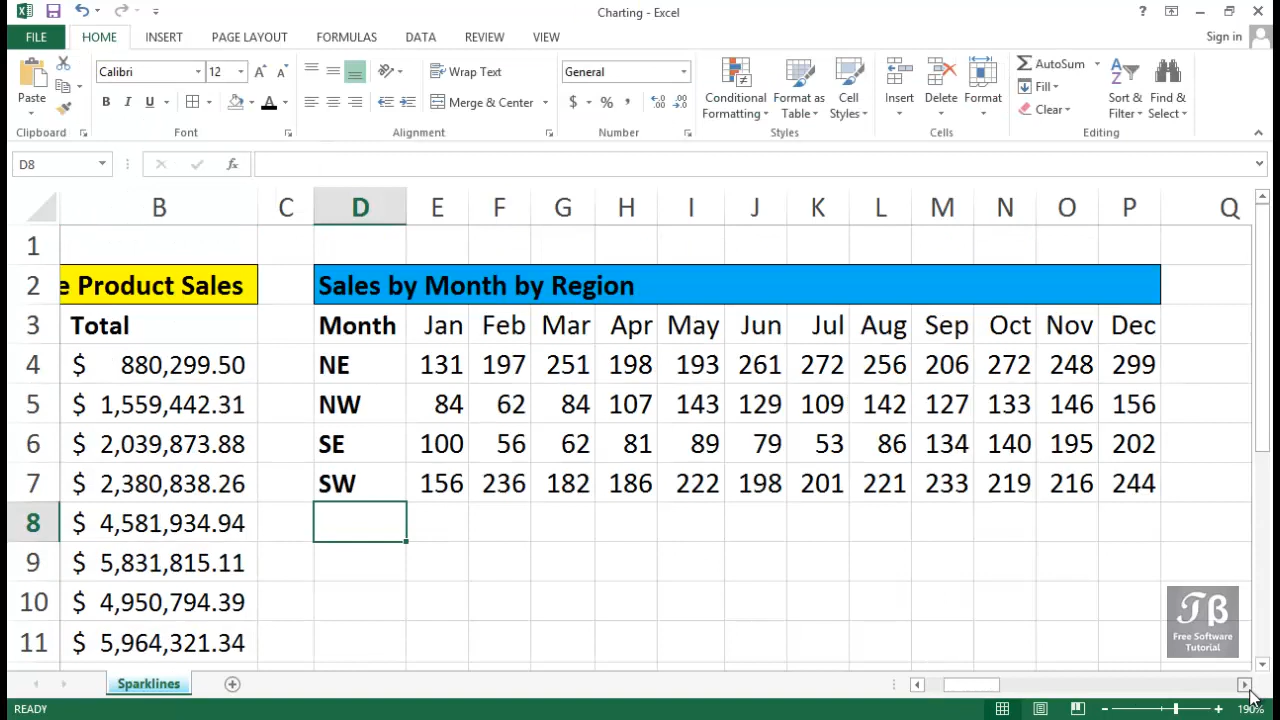 Charting - Excel
?
FILE HOME INSERT PAGE LAYOUT FORMULAS DATA REVIEW VIEW Sign in
Paste Calibri 12 A A Wrap Text General Conditional Formatting Format as Table Cell Styles Insert Delete Format AutoSum Sort & Filter Find & Select
Fill
B I U A Merge & Center $ % , Clear
Clipboard Font Alignment Number Styles Cells Editing
D8 fx
B C D E F G H I J K L M N O P Q
1
2 e Product Sales Sales by Month by Region
3 Total Month Jan Feb Mar Apr May Jun Jul Aug Sep Oct Nov Dec
4 $ 880,299.50 NE 131 197 251 198 193 261 272 256 206 272 248 299
5 $ 1,559,442.31 NW 84 62 84 107 143 129 109 142 127 133 146 156
6 $ 2,039,873.88 SE 100 56 62 81 89 79 53 86 134 140 195 202
7 $ 2,380,838.26 SW 156 236 182 186 222 198 201 221 233 219 216 244
8 $ 4,581,934.94
9 $ 5,831,815.11
10 $ 4,950,794.39
11 $ 5,964,321.34
Tβ
Free Software
Tutorial
Sparklines
READY 190%